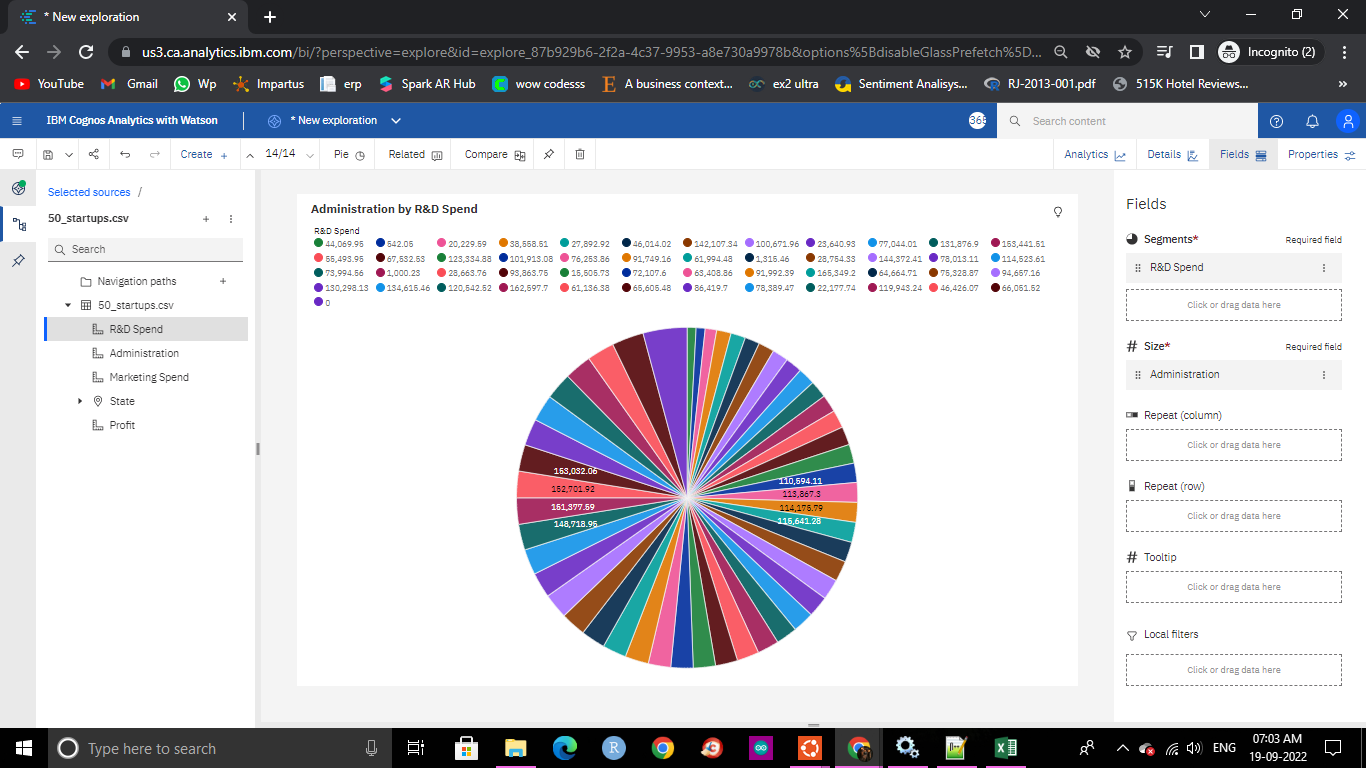 * New exploration
us3.ca.analytics.ibm.com/bi/?perspective=explore&id=explore_87b929b6-2f2a-4c37-9953-a8e730a9978b&options%5BdisableGlassPrefetch%5D...
Incognito (2)
YouTube Gmail Wp Impartus erp Spark AR Hub wow codesss A business context... ex2 ultra Sentiment Analisys... RJ-2013-001.pdf 515K Hotel Reviews... »
IBM Cognos Analytics with Watson * New exploration 365 Search content
Create + 14/14 Pie Related Compare Analytics Details Fields Properties
Selected sources /
50_startups.csv
Search
Navigation paths
50_startups.csv
R&D Spend
Administration
Marketing Spend
State
Profit
Administration by R&D Spend
R&D Spend
44,069.95 542.05 20,229.59 38,558.51 27,892.92 46,014.02 142,107.34 100,671.96 23,640.93 77,044.01 131,876.9 153,441.51
55,493.95 67,532.53 123,334.88 101,913.08 76,253.86 91,749.16 61,994.48 1,315.46 28,754.33 144,372.41 78,013.11 114,523.61
73,994.56 1,000.23 28,663.76 93,863.75 15,505.73 72,107.6 63,408.86 91,992.39 165,349.2 64,664.71 75,328.87 94,657.16
130,298.13 134,615.46 120,542.52 162,597.7 61,136.38 65,605.48 86,419.7 78,389.47 22,177.74 119,943.24 46,426.07 66,051.52
0
153,032.06
152,701.92
151,377.59
148,718.95
110,594.11
113,867.3
114,175.79
115,641.28
Fields
Segments* Required field
R&D Spend
Click or drag data here
Size* Required field
Administration
Repeat (column)
Click or drag data here
Repeat (row)
Click or drag data here
Tooltip
Click or drag data here
Local filters
Click or drag data here
Type here to search
ENG
07:03 AM
19-09-2022